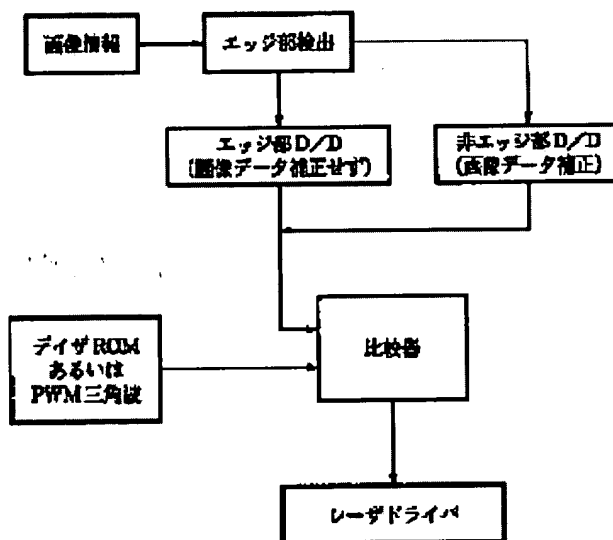 画像情報
エッジ部検出
エッジ部D/D
(画像データ補正せず)
非エッジ部D/D
(画像データ補正)
デイザROM
あるいは
PWM三角波
比較器
レーザドライバ